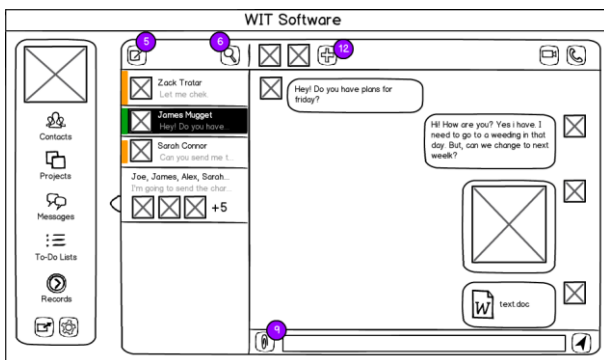 WIT Software
5
6
12
Zack Tratar
Let me chek
James Mugget
Hey! Do you have...
Sarah Connor
Can you send me t...
Joe, James, Alex, Sarah...
I'm going to send the char...
+5
Contacts
Projects
Messages
To-Do Lists
Records
Hey! Do you have plans for
friday?
Hi! How are you? Yes i have. I
need to go to a weeding in that
day. But, can we change to next
weelk?
W
text.doc
9